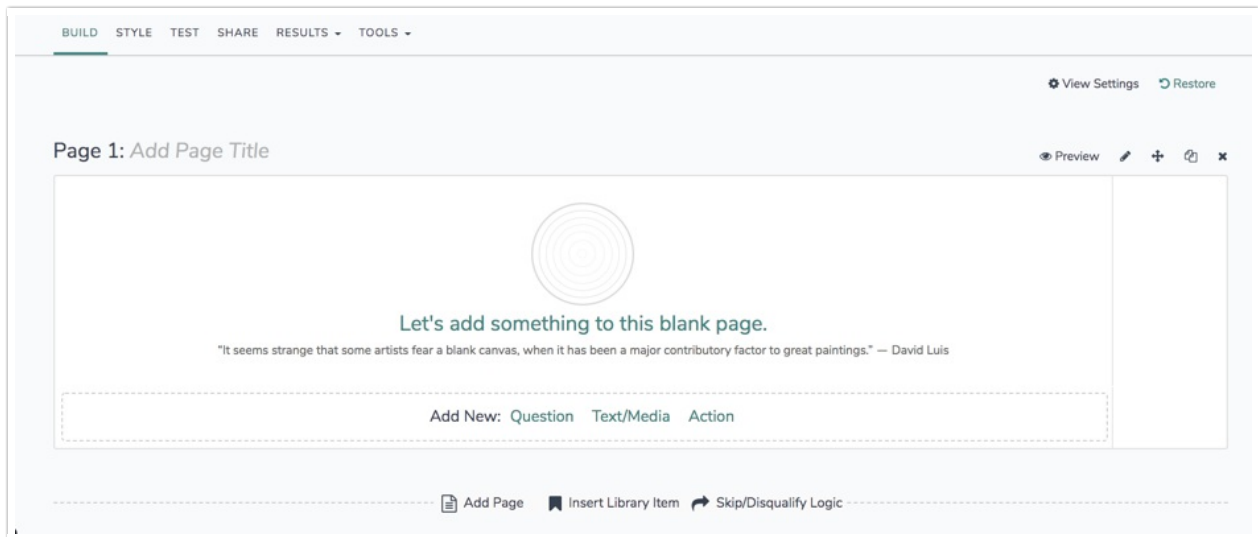 BUILD STYLE TEST SHARE RESULTS TOOLS
View Settings Restore
Page 1: Add Page Title
Preview
Let's add something to this blank page.
"It seems strange that some artists fear a blank canvas, when it has been a major contributory factor to great paintings." — David Luis
Add New: Question Text/Media Action
Add Page Insert Library Item Skip/Disqualify Logic